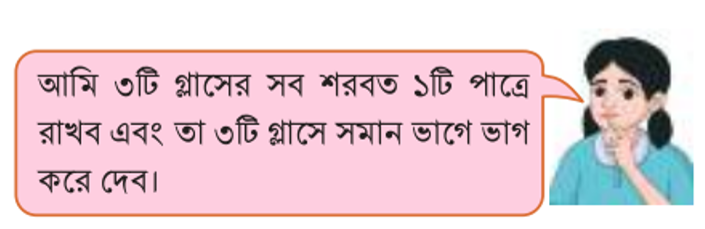 আমি ৩টি গ্লাসের সব শরবত ১টি পাত্রে
রাখব এবং তা ৩টি গ্লাসে সমান ভাগে ভাগ
করে দেব।